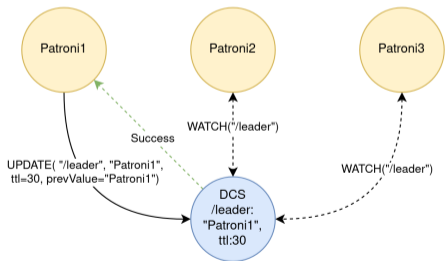 Patroni1
Patroni2
Patroni3
WATCH("/leader")
Success
UPDATE( "/leader", "Patroni1",
ttl=30, prevValue="Patroni1")
WATCH("/leader")
DCS
/leader:
"Patroni1",
ttl:30